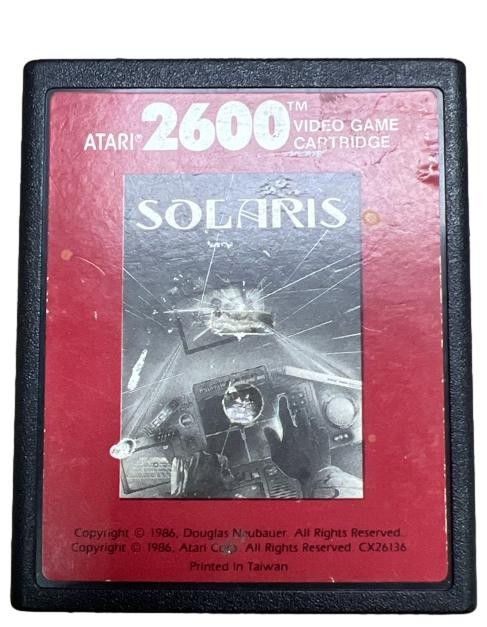 ATARI® 2600™ VIDEO GAME CARTRIDGE
SOLARIS
Copyright © 1986, Douglas Neubauer. All Rights Reserved.
Copyright © 1986, Atari Corp. All Rights Reserved. CX26136
Printed in Taiwan